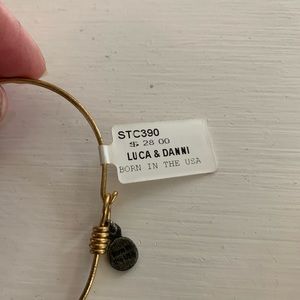 STC390
$ 28 00
LUCA & DANNI
BORN IN THE USA